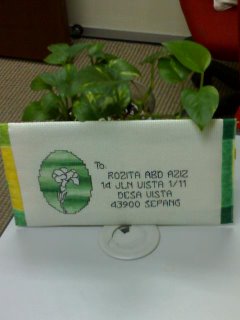 To:
ROZITA ABD AZIZ
14 JLN VISTA 1/11
DESA VISTA
43900 SEPANG